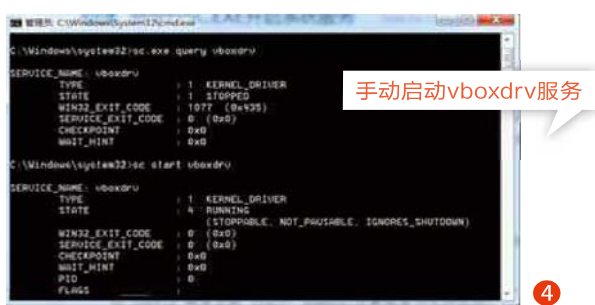 管理员: C:\Windows\System32\cmd.exe
C:\Windows\system32>sc.exe query vboxdrv
SERVICE_NAME: vboxdrv
TYPE : 1 KERNEL_DRIVER
STATE : 1 STOPPED
WIN32_EXIT_CODE : 1077 (0x435)
SERVICE_EXIT_CODE : 0 (0x0)
CHECKPOINT : 0x0
WAIT_HINT : 0x0
手动启动vboxdrv服务
C:\Windows\system32>sc start vboxdrv
SERVICE_NAME: vboxdrv
TYPE : 1 KERNEL_DRIVER
STATE : 4 RUNNING
(STOPPABLE, NOT_PAUSABLE, IGNORES_SHUTDOWN)
WIN32_EXIT_CODE : 0 (0x0)
SERVICE_EXIT_CODE : 0 (0x0)
CHECKPOINT : 0x0
WAIT_HINT : 0x0
PID : 0
FLAGS :
4